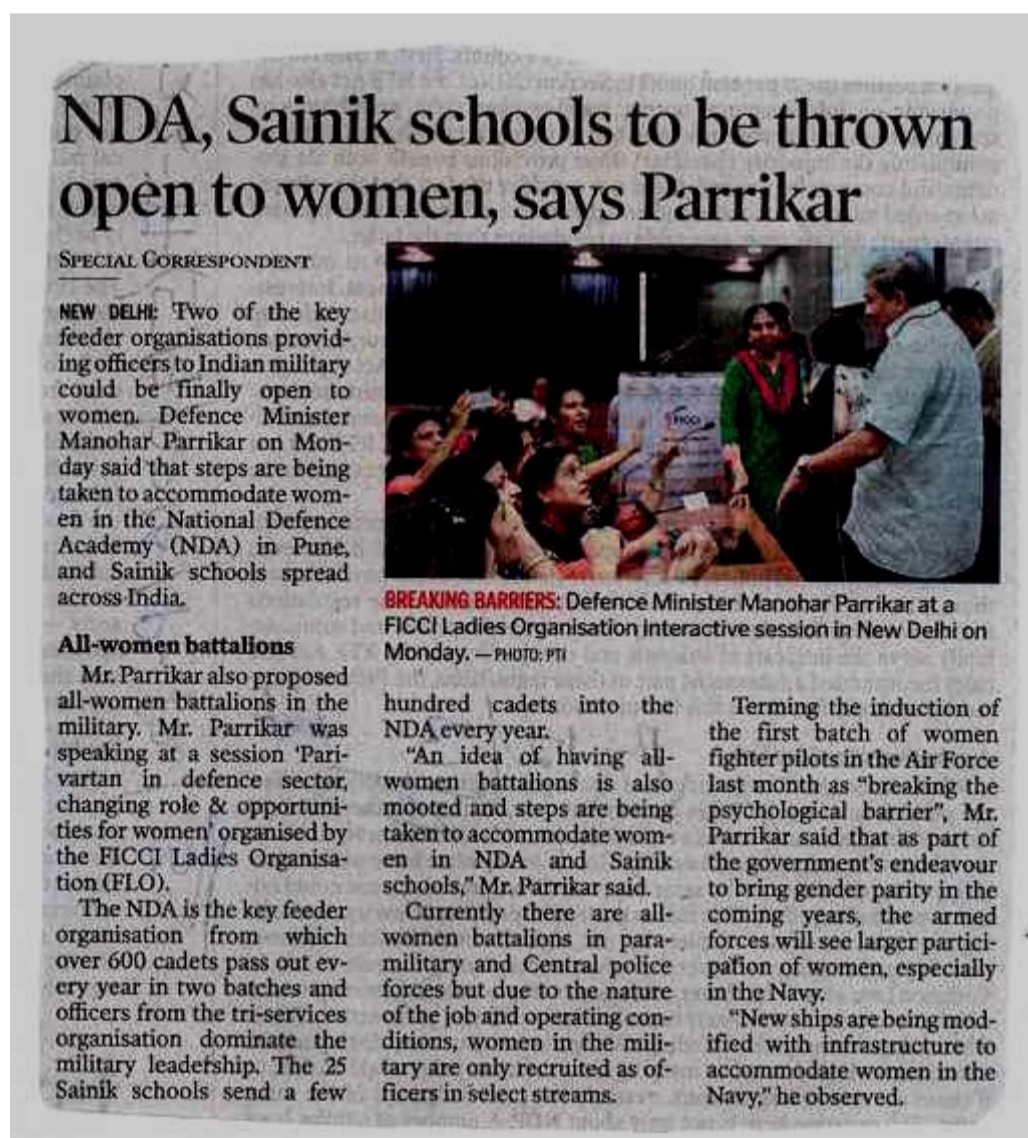 NDA, Sainik schools to be thrown
open to women, says Parrikar
SPECIAL CORRESPONDENT
NEW DELHI: Two of the key
feeder organisations provid-
ing officers to Indian military
could be finally open to
women. Defence Minister
Manohar Parrikar on Mon-
day said that steps are being
taken to accommodate wom-
en in the National Defence
Academy (NDA) in Pune,
and Sainik schools spread
across India.
All-women battalions
Mr. Parrikar also proposed
all-women battalions in the
military. Mr. Parrikar was
speaking at a session 'Pari-
vartan in defence sector,
changing role & opportuni-
ties for women' organised by
the FICCI Ladies Organisa-
tion (FLO).
The NDA is the key feeder
organisation from which
over 600 cadets pass out ev-
ery year in two batches and
officers from the tri-services
organisation dominate the
military leadership. The 25
Sainik schools send a few
FICCI
BREAKING BARRIERS: Defence Minister Manohar Parrikar at a
FICCI Ladies Organisation interactive session in New Delhi on
Monday. — PHOTO: PTI
hundred cadets into the
NDA every year.
"An idea of having all-
women battalions is also
mooted and steps are being
taken to accommodate wom-
en in NDA and Sainik
schools," Mr. Parrikar said.
Currently there are all-
women battalions in para-
military and Central police
forces but due to the nature
of the job and operating con-
ditions, women in the mili-
tary are only recruited as of-
ficers in select streams.
Terming the induction of
the first batch of women
fighter pilots in the Air Force
last month as "breaking the
psychological barrier", Mr.
Parrikar said that as part of
the government's endeavour
to bring gender parity in the
coming years, the armed
forces will see larger partici-
pation of women, especially
in the Navy.
"New ships are being mod-
ified with infrastructure to
accommodate women in the
Navy," he observed.